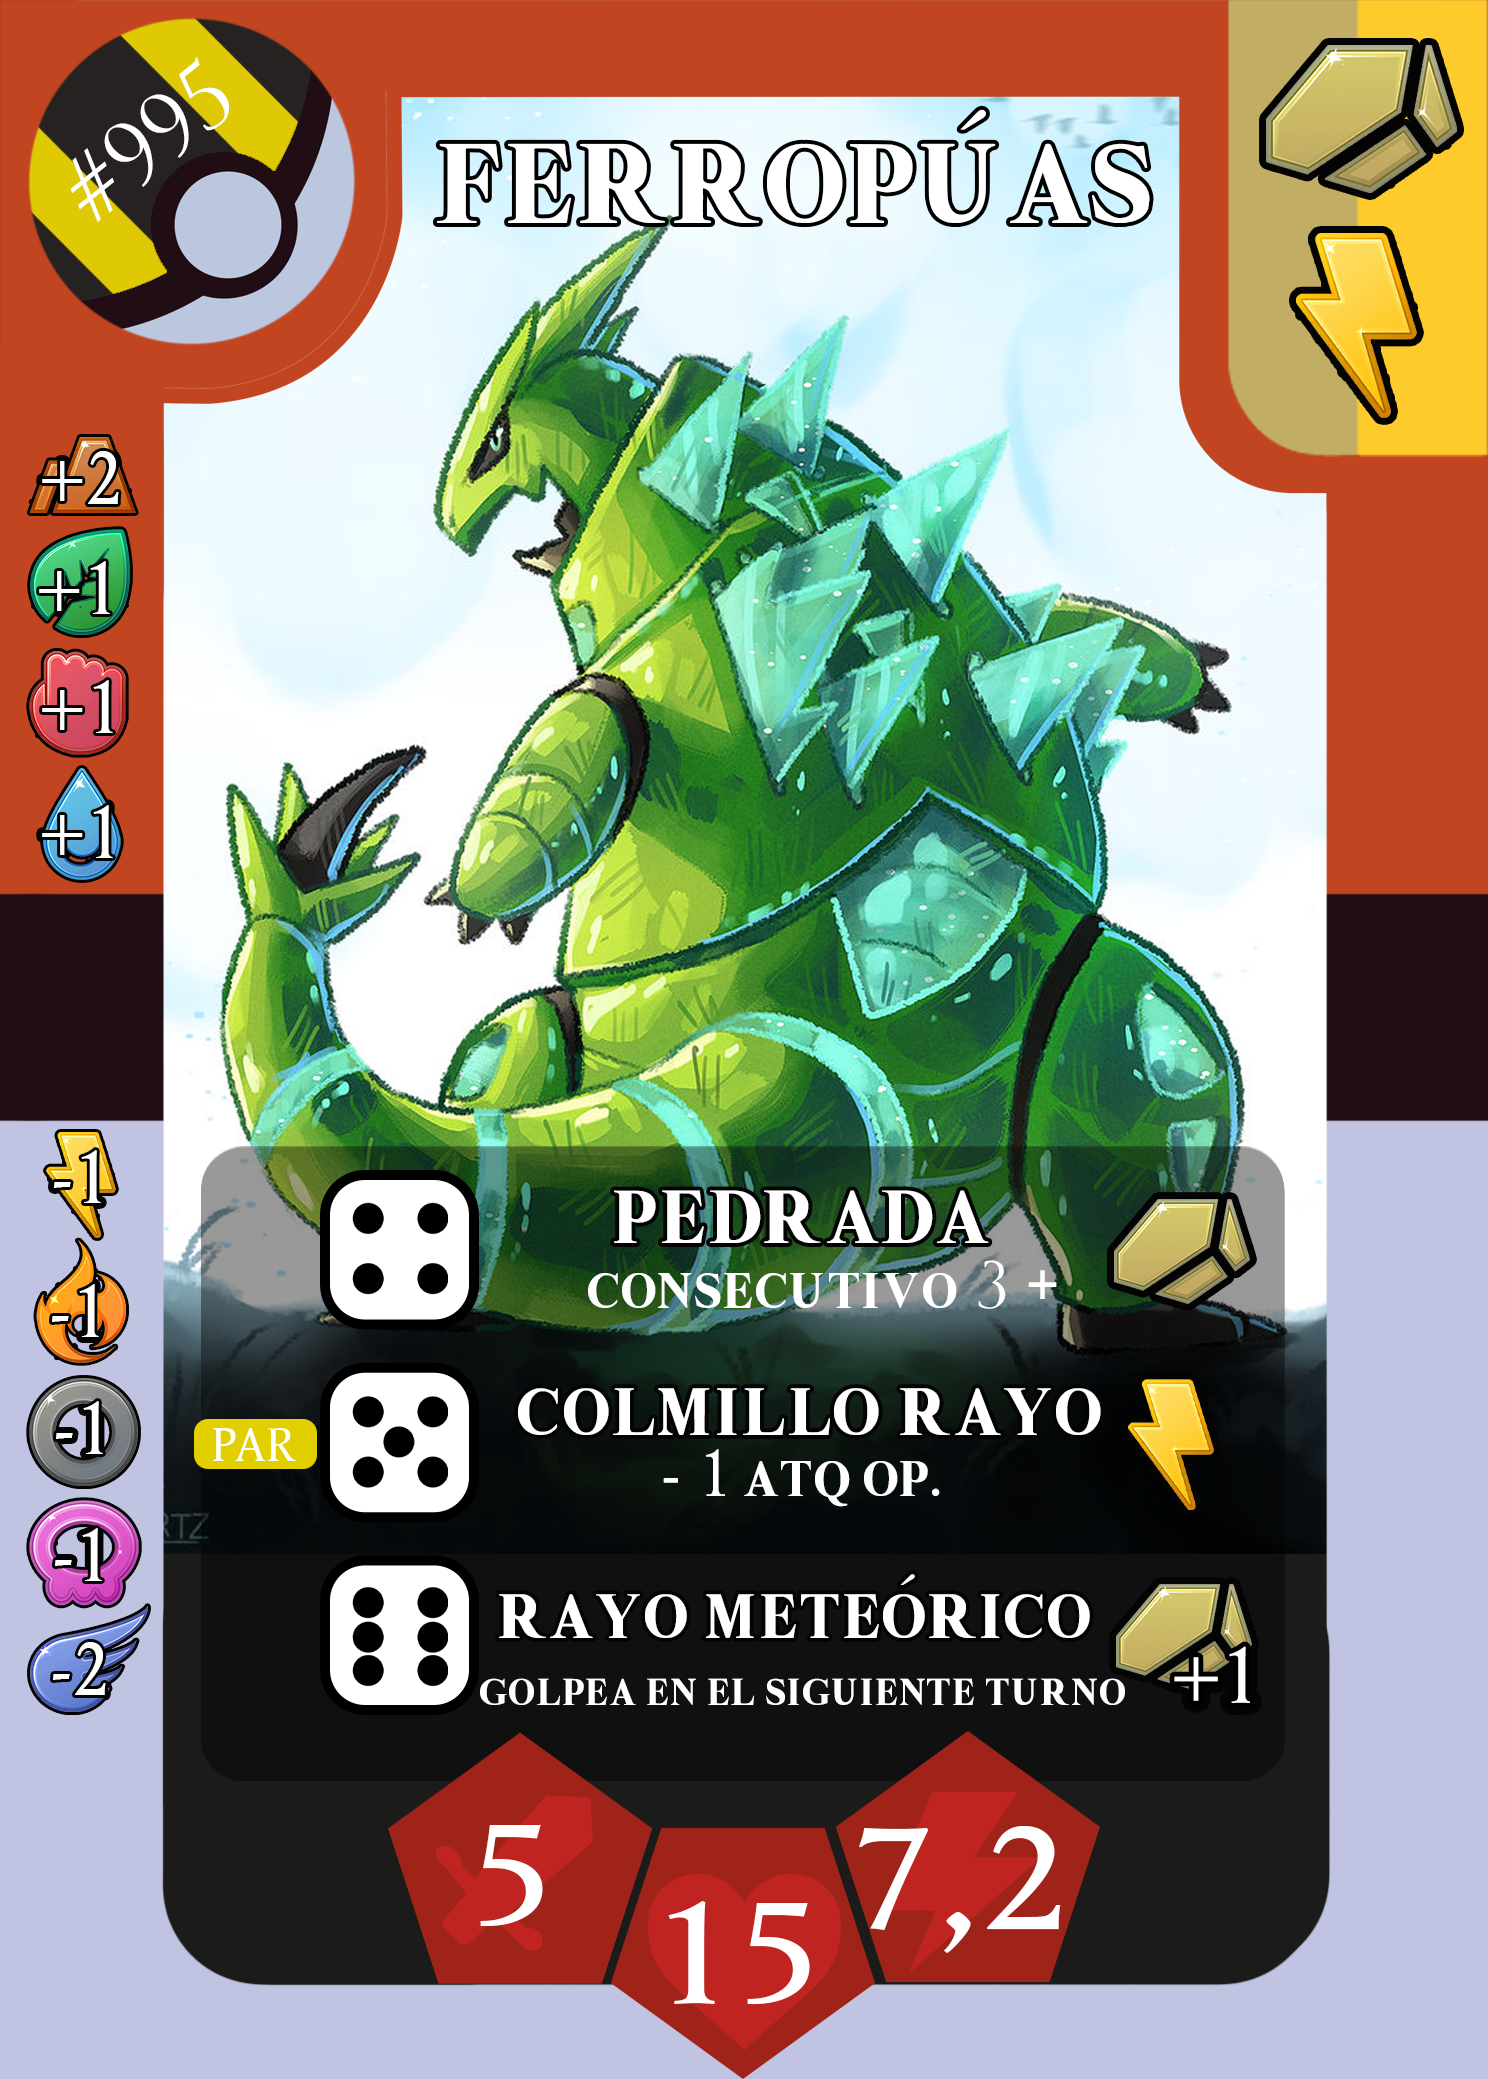 #995
FERROPÚAS
+2
+1
+1
+1
-1
-1
-1
-1
-2
PEDRADA
CONSECUTIVO 3 +
PAR
COLMILLO RAYO
- 1 ATQ OP.
RTZ
RAYO METEÓRICO
+1
GOLPEA EN EL SIGUIENTE TURNO
5
15
7,2